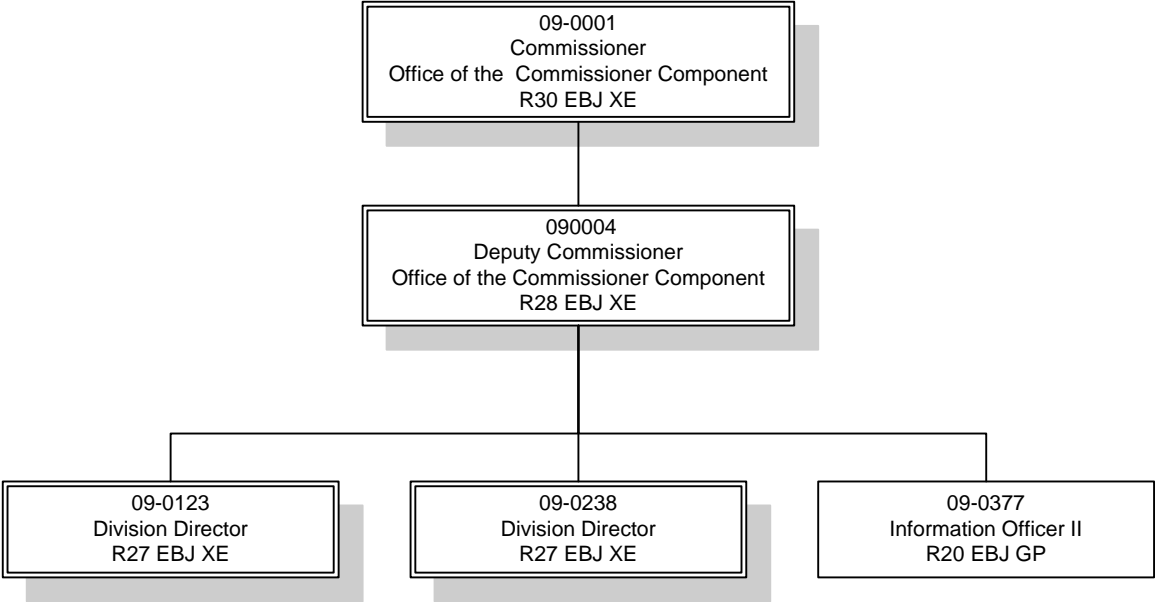 09-0001
Commissioner
Office of the  Commissioner Component
R30 EBJ XE
090004
Deputy Commissioner
Office of the Commissioner Component
R28 EBJ XE
09-0123
Division Director
R27 EBJ XE
09-0238
Division Director
R27 EBJ XE
09-0377
Information Officer II
R20 EBJ GP